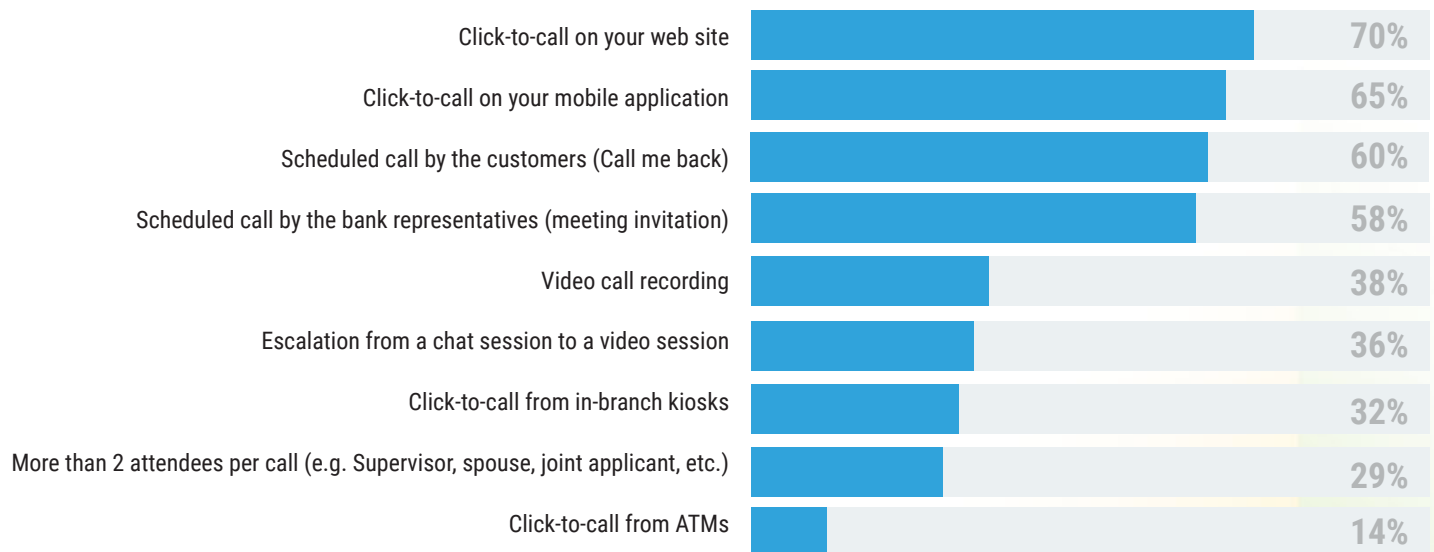 Click-to-call on your web site 70%
Click-to-call on your mobile application 65%
Scheduled call by the customers (Call me back) 60%
Scheduled call by the bank representatives (meeting invitation) 58%
Video call recording 38%
Escalation from a chat session to a video session 36%
Click-to-call from in-branch kiosks 32%
More than 2 attendees per call (e.g. Supervisor, spouse, joint applicant, etc.) 29%
Click-to-call from ATMs 14%